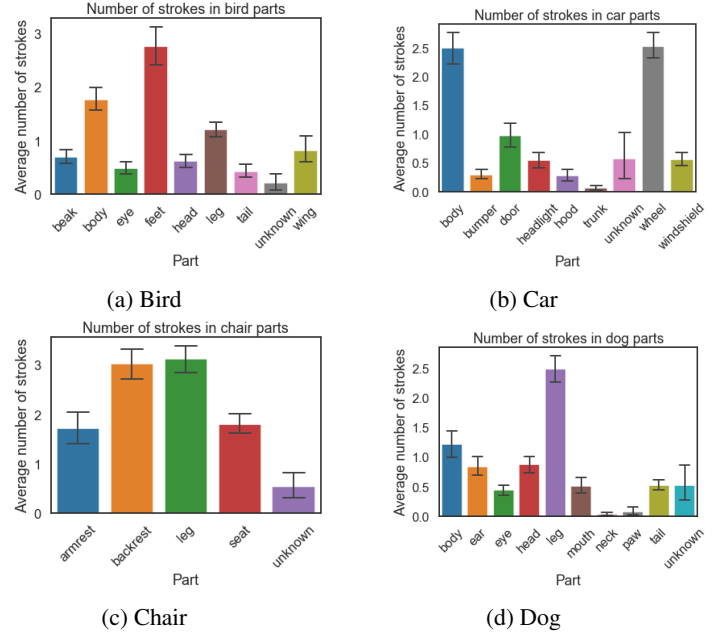 Number of strokes in bird parts
Average number of strokes
3
2
1
0
beak
body
eye
feet
head
leg
tail
unknown
wing
Part
(a) Bird
Number of strokes in car parts
Average number of strokes
2.5
2.0
1.5
1.0
0.5
0.0
body
bumper
door
headlight
hood
trunk
unknown
wheel
windshield
Part
(b) Car
Number of strokes in chair parts
Average number of strokes
3
2
1
0
armrest
backrest
leg
seat
unknown
Part
(c) Chair
Number of strokes in dog parts
Average number of strokes
2.5
2.0
1.5
1.0
0.5
0.0
body
ear
eye
head
leg
mouth
neck
paw
tail
unknown
Part
(d) Dog